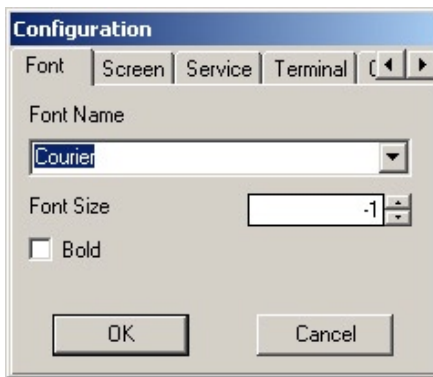 Configuration
Font Screen Service Terminal
Font Name
Courier
Font Size -1
Bold
OK Cancel